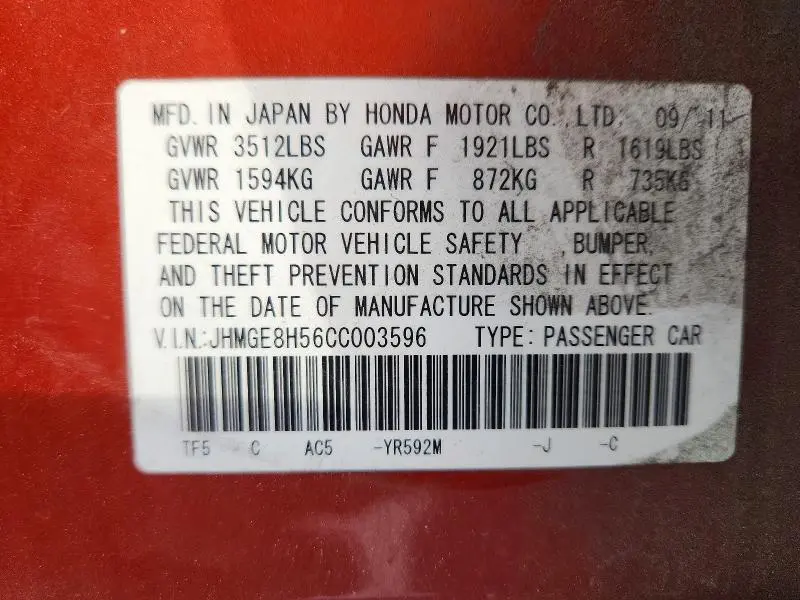 MFD. IN JAPAN BY HONDA MOTOR CO., LTD. 09/11
GVWR 3512LBS GAWR F 1921LBS R 1619LBS
GVWR 1594KG GAWR F 872KG R 735KG
THIS VEHICLE CONFORMS TO ALL APPLICABLE
FEDERAL MOTOR VEHICLE SAFETY , BUMPER,
AND THEFT PREVENTION STANDARDS IN EFFECT
ON THE DATE OF MANUFACTURE SHOWN ABOVE.
V.I.N.:JHMGE8H56CC003596 TYPE: PASSENGER CAR
TF5 C AC5 -YR592M -J -C